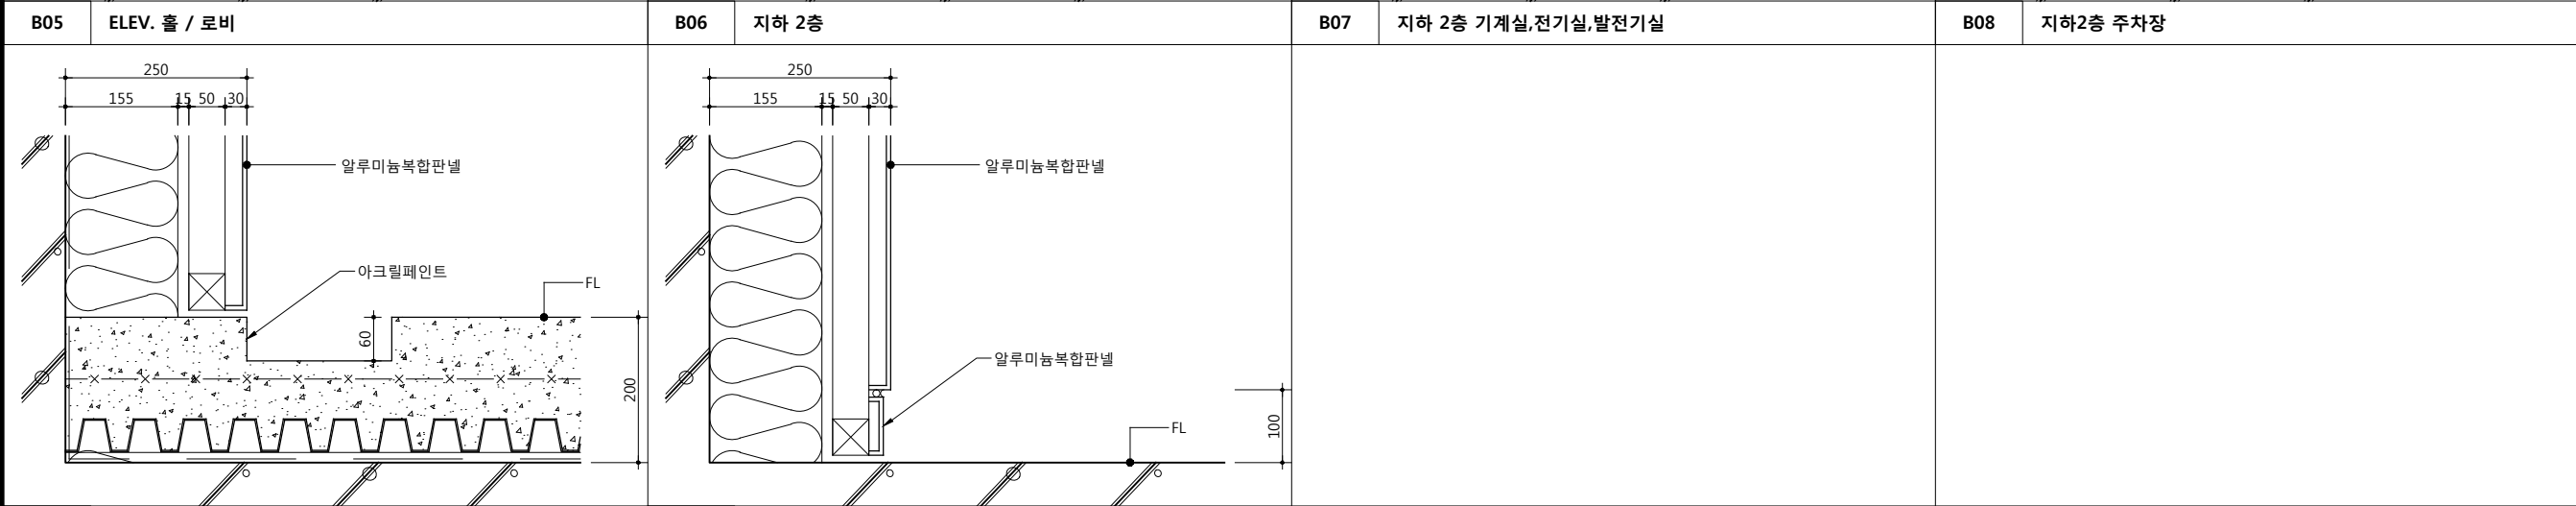 B05 ELEV. 홀 / 로비
B06 지하 2층
B07 지하 2층 기계실,전기실,발전기실
B08 지하2층 주차장
250
155 15 50 30
알루미늄복합판넬
아크릴페인트
FL
60
200
250
155 15 50 30
알루미늄복합판넬
알루미늄복합판넬
FL
100